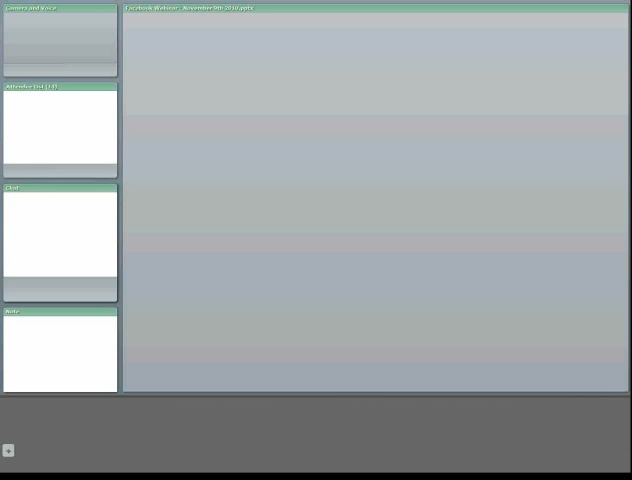 Camera and Voice
Facebook Webinar - November 9th 2010.pptx
Attendee List (14)
Chat
Note